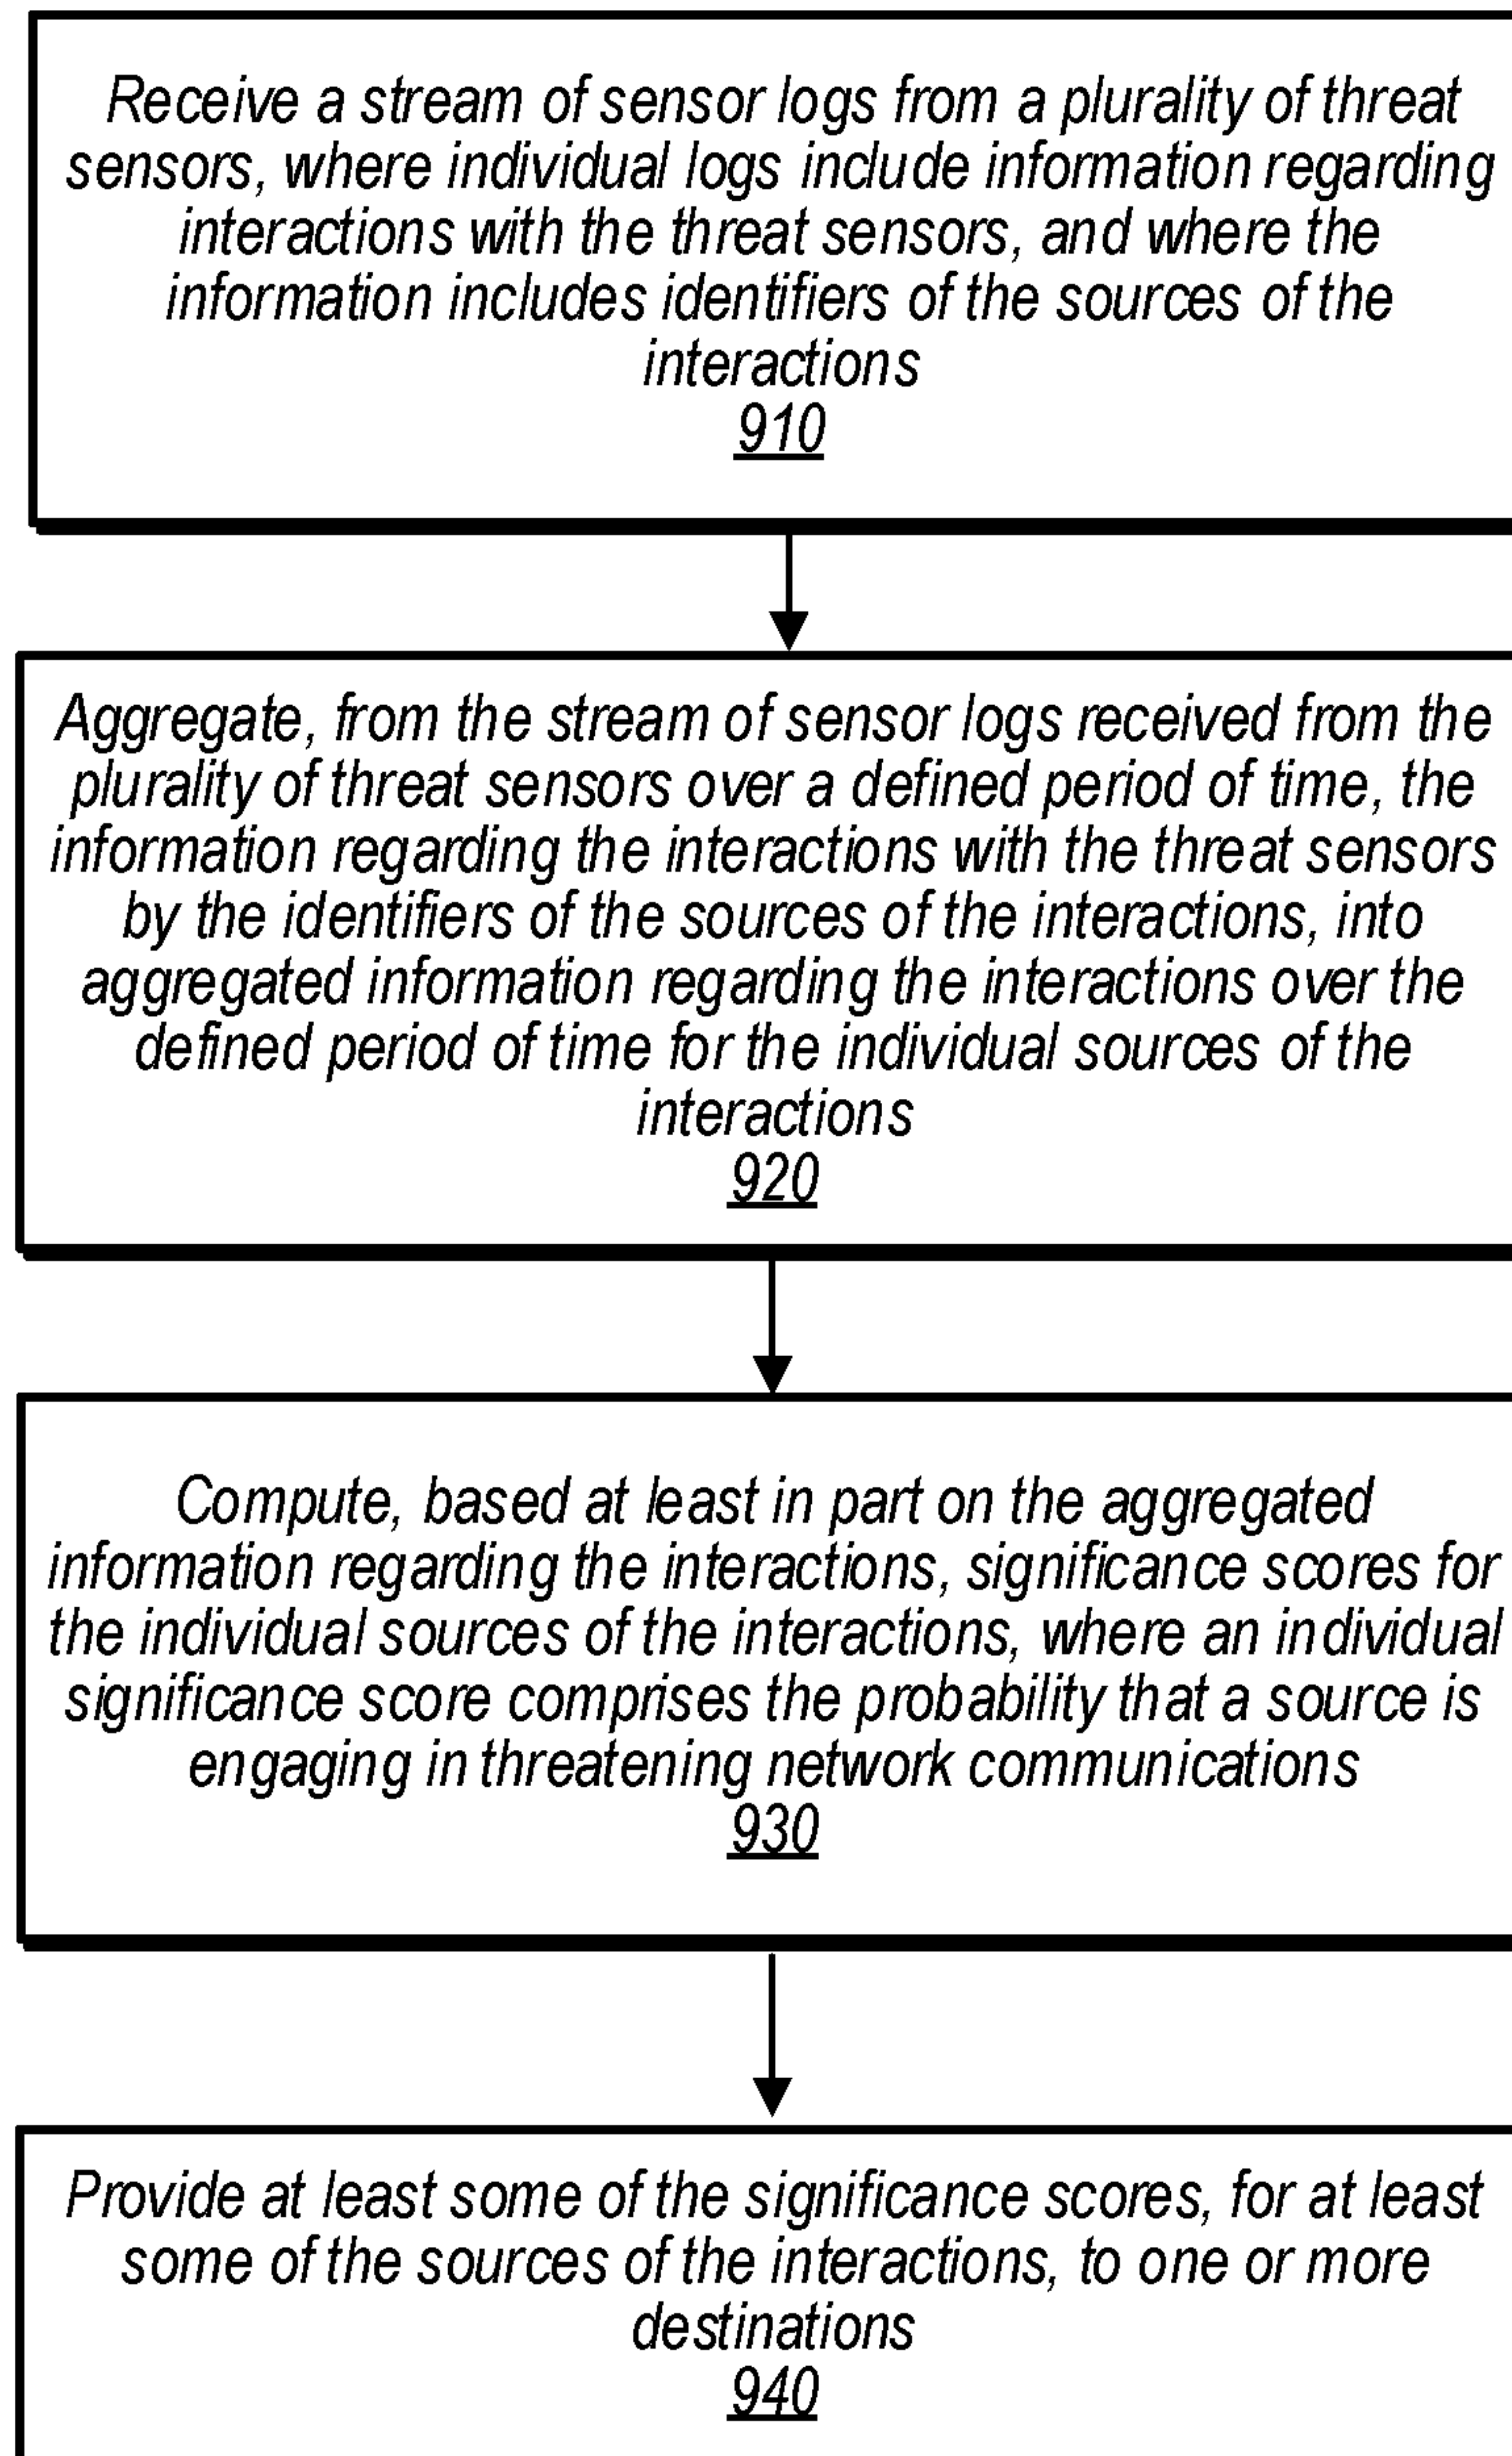 Receive a stream of sensor logs from a plurality of threat
sensors, where individual logs include information regarding
interactions with the threat sensors, and where the
information includes identifiers of the sources of the
interactions
910
Aggregate, from the stream of sensor logs received from the
plurality of threat sensors over a defined period of time, the
information regarding the interactions with the threat sensors
by the identifiers of the sources of the interactions, into
aggregated information regarding the interactions over the
defined period of time for the individual sources of the
interactions
920
Compute, based at least in part on the aggregated
information regarding the interactions, significance scores for
the individual sources of the interactions, where an individual
significance score comprises the probability that a source is
engaging in threatening network communications
930
Provide at least some of the significance scores, for at least
some of the sources of the interactions, to one or more
destinations
940